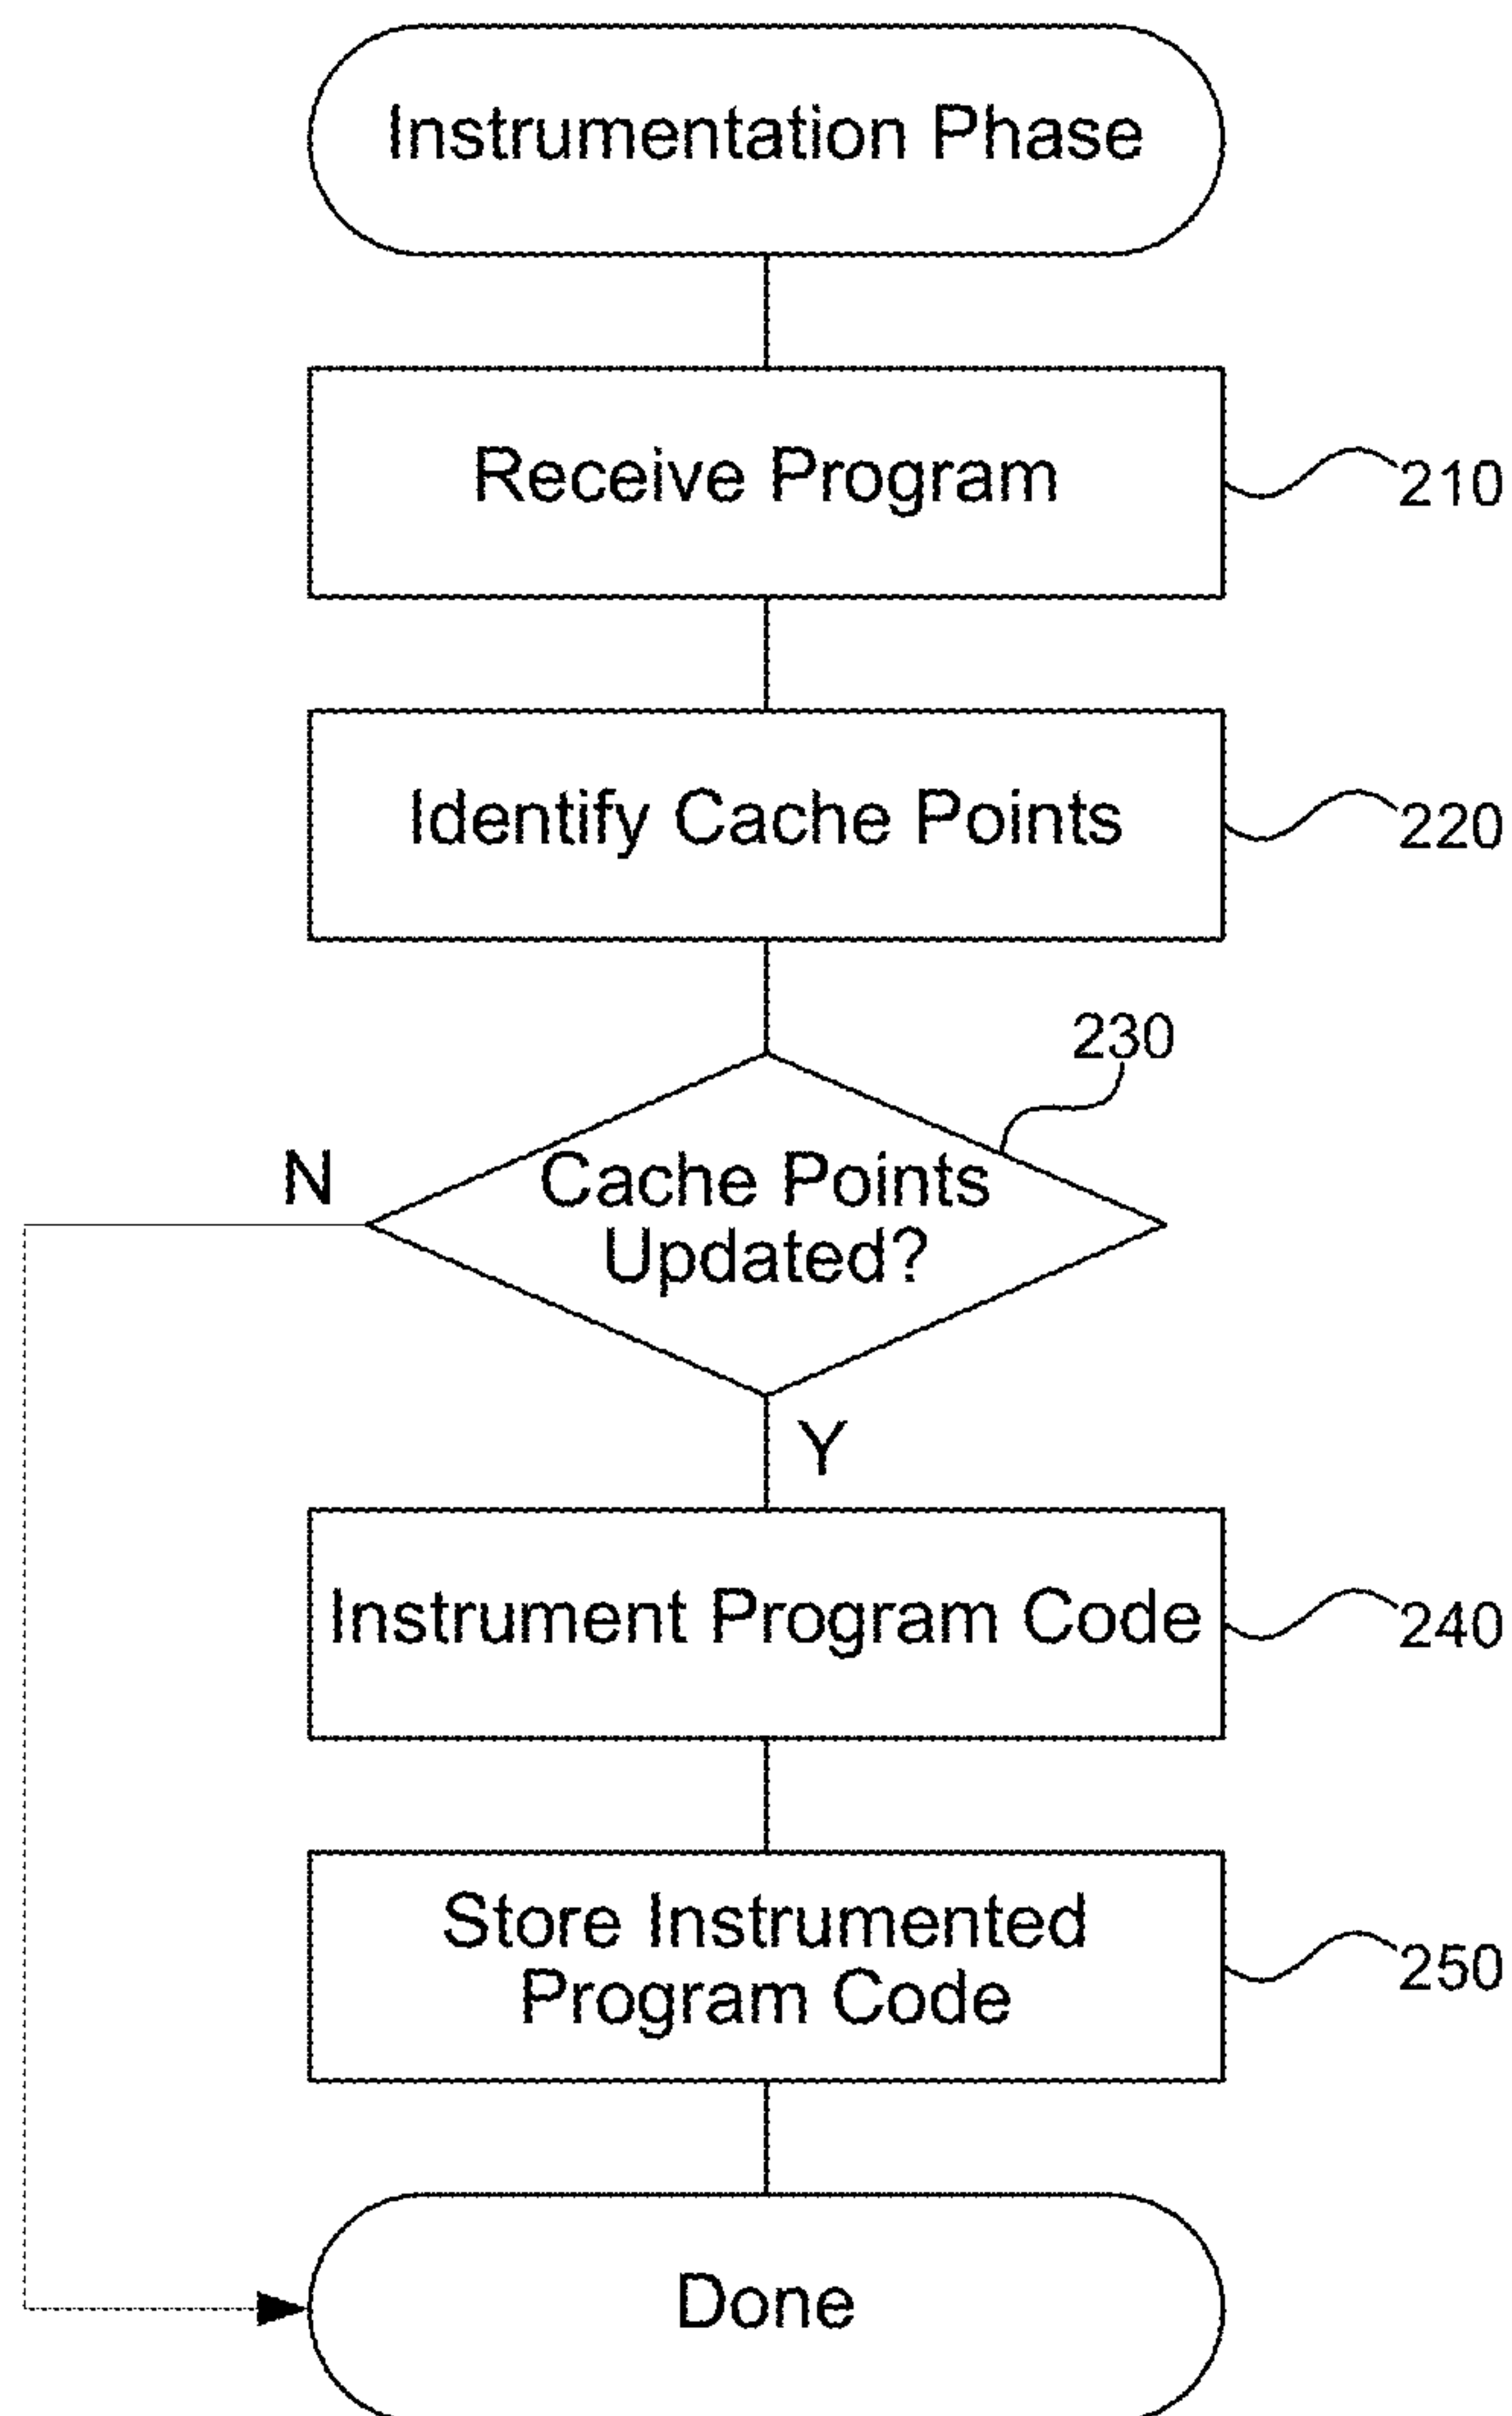 Instrumentation Phase
Receive Program
210
Identify Cache Points
220
230
N
Cache Points
Updated?
Y
Instrument Program Code
240
Store Instrumented
Program Code
250
Done